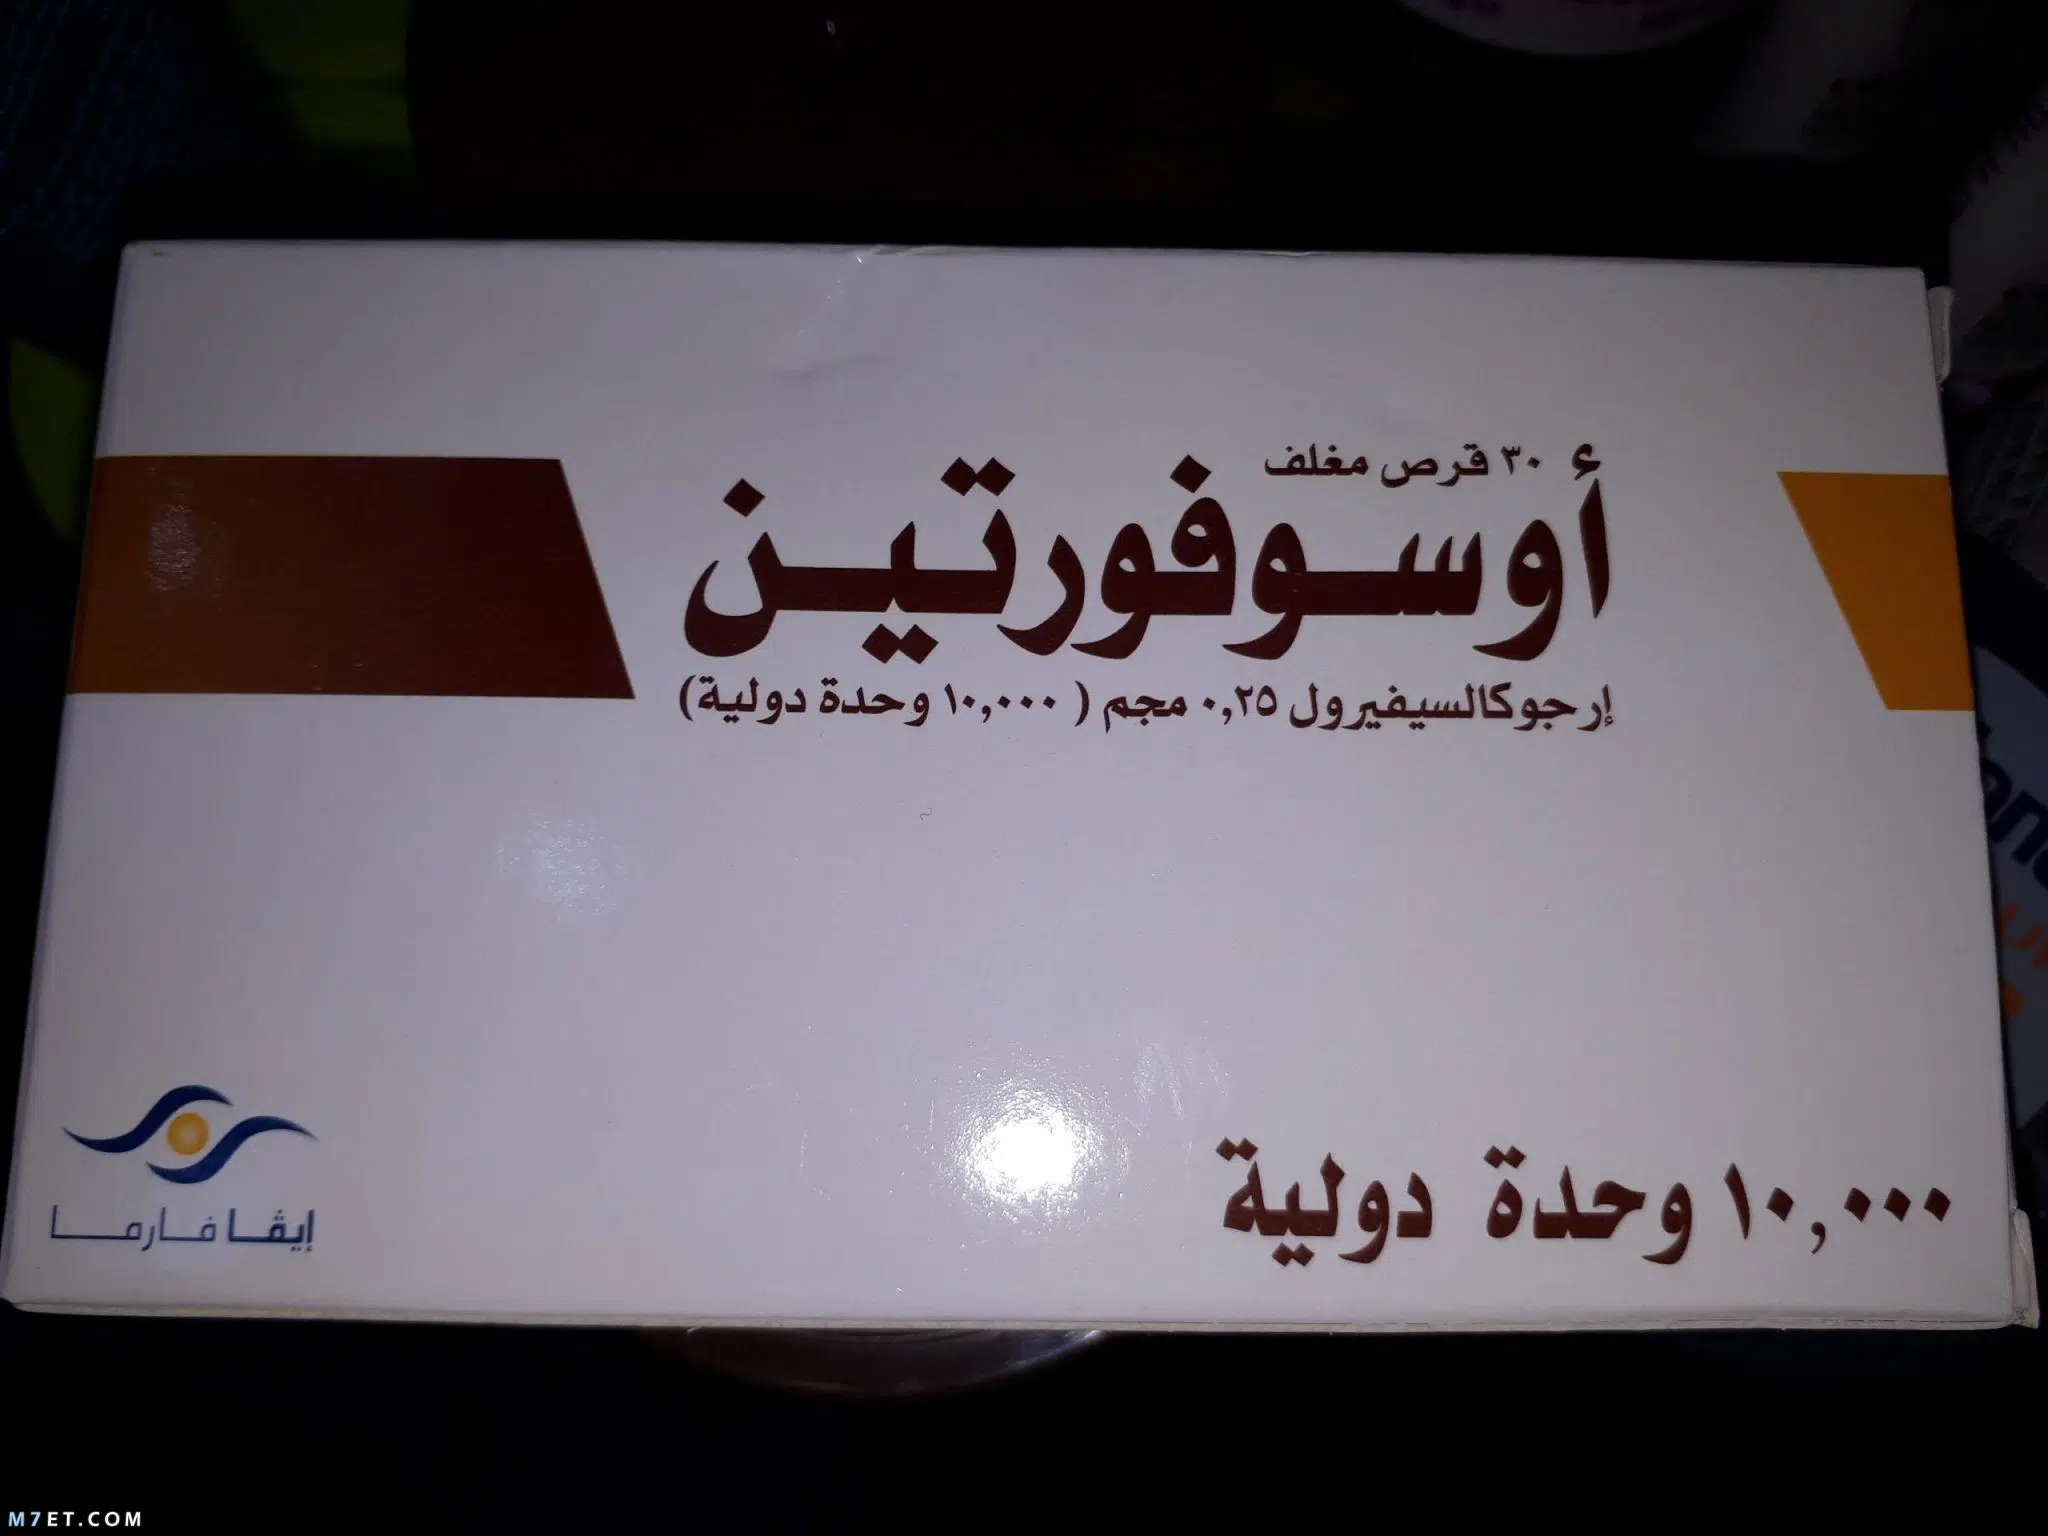 ٣٠ قرص مغلف
أوسوفورتين
إرجوكالسيفيرول ٠,٢٥ مجم ( ١٠,٠٠٠ وحدة دولية)
١٠,٠٠٠ وحدة دولية
إيڤا فارما
M7ET.COM